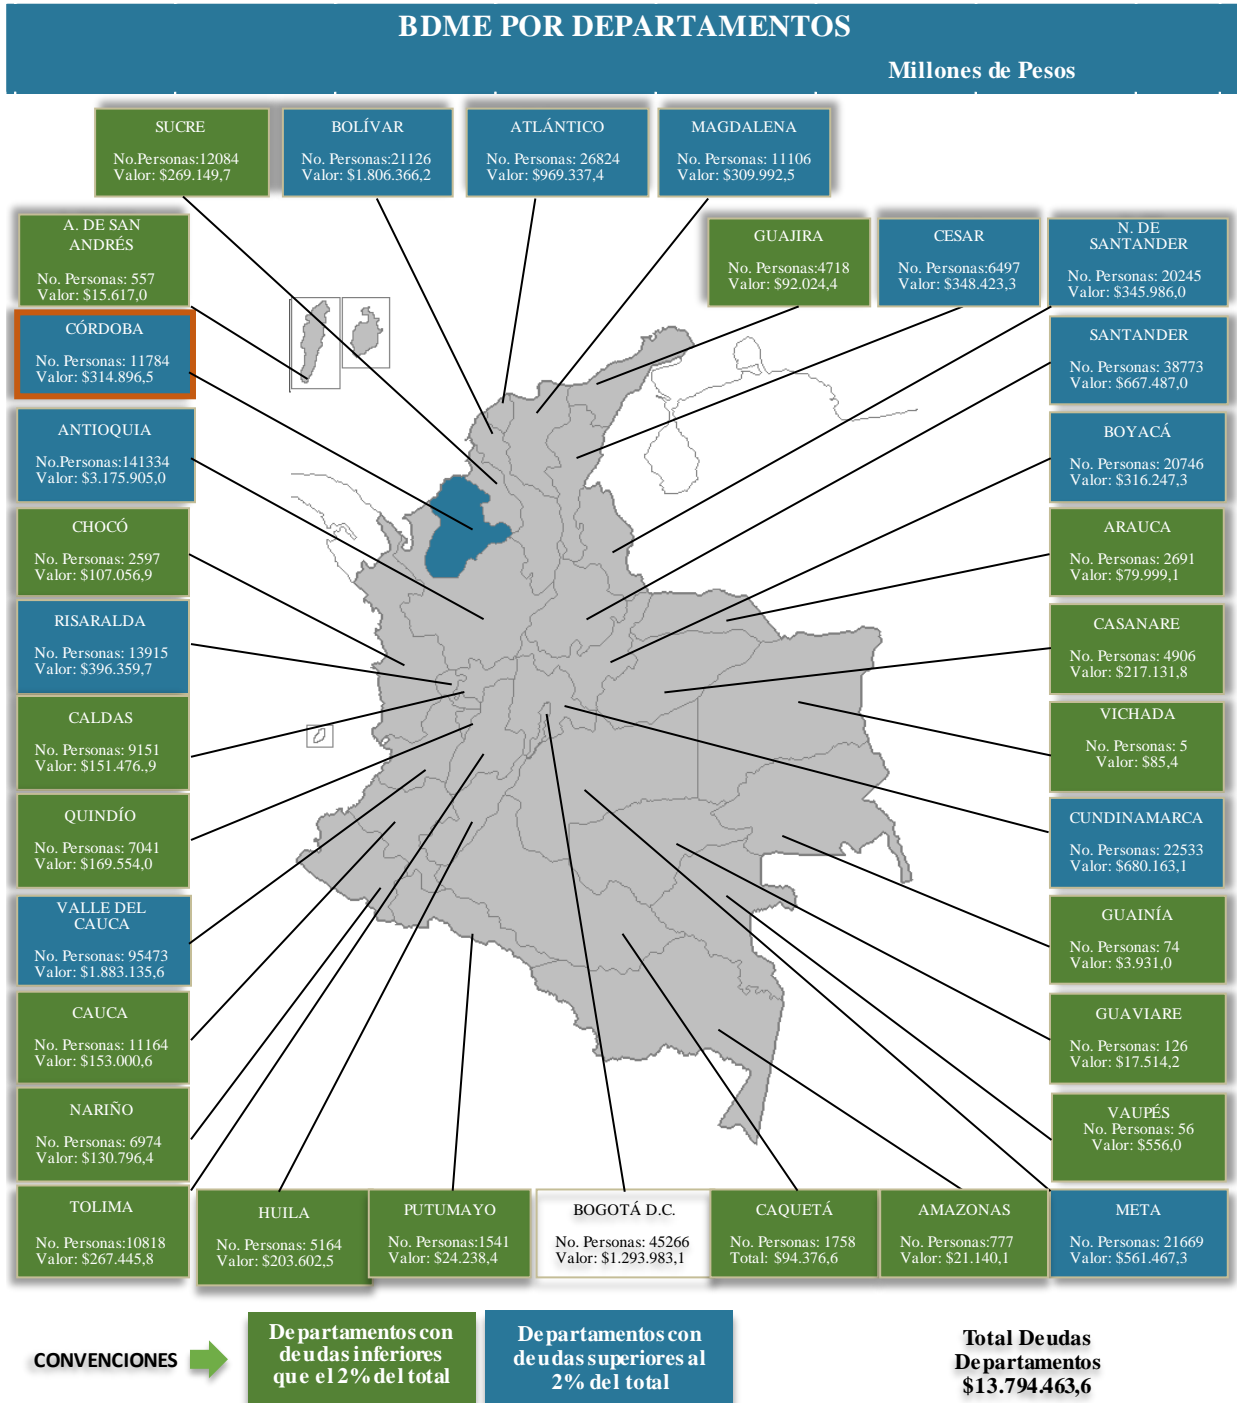 BDME POR DEPARTAMENTOS
Millones de Pesos
SUCRE
No.Personas:12084
Valor: $269.149,7
BOLÍVAR
No. Personas:21126
Valor: $1.806.366,2
ATLÁNTICO
No. Personas: 26824
Valor: $969.337,4
MAGDALENA
No. Personas: 11106
Valor: $309.992,5
A. DE SAN
ANDRÉS
No. Personas: 557
Valor: $15.617,0
GUAJIRA
No. Personas:4718
Valor: $92.024,4
CESAR
No. Personas:6497
Valor: $348.423,3
N. DE
SANTANDER
No. Personas: 20245
Valor: $345.986,0
CÓRDOBA
No. Personas: 11784
Valor: $314.896,5
SANTANDER
No. Personas: 38773
Valor: $667.487,0
ANTIOQUIA
No.Personas:141334
Valor: $3.175.905,0
BOYACÁ
No. Personas: 20746
Valor: $316.247,3
CHOCÓ
No. Personas: 2597
Valor: $107.056,9
ARAUCA
No. Personas: 2691
Valor: $79.999,1
RISARALDA
No. Personas: 13915
Valor: $396.359,7
CASANARE
No. Personas: 4906
Valor: $217.131,8
CALDAS
No. Personas: 9151
Valor: $151.476.,9
VICHADA
No. Personas: 5
Valor: $85,4
QUINDÍO
No. Personas: 7041
Valor: $169.554,0
CUNDINAMARCA
No. Personas: 22533
Valor: $680.163,1
VALLE DEL
CAUCA
No. Personas: 95473
Valor: $1.883.135,6
GUAINÍA
No. Personas: 74
Valor: $3.931,0
CAUCA
No. Personas: 11164
Valor: $153.000,6
GUAVIARE
No. Personas: 126
Valor: $17.514,2
NARIÑO
No. Personas: 6974
Valor: $130.796,4
VAUPÉS
No. Personas: 56
Valor: $556,0
TOLIMA
No. Personas:10818
Valor: $267.445,8
HUILA
No. Personas: 5164
Valor: $203.602,5
PUTUMAYO
No. Personas:1541
Valor: $24.238,4
BOGOTÁ D.C.
No. Personas: 45266
Valor: $1.293.983,1
CAQUETÁ
No. Personas: 1758
Total: $94.376,6
AMAZONAS
No. Personas:777
Valor: $21.140,1
META
No. Personas: 21669
Valor: $561.467,3
CONVENCIONES
Departamentos con
deudas inferiores
que el 2% del total
Departamentos con
deudas superiores al
2% del total
Total Deudas
Departamentos
$13.794.463,6